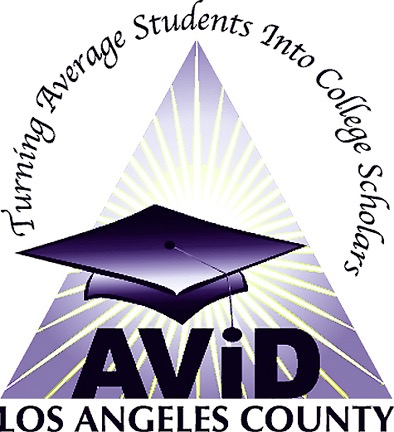 Turning Average Students Into College Scholars
AViD
LOS ANGELES COUNTY